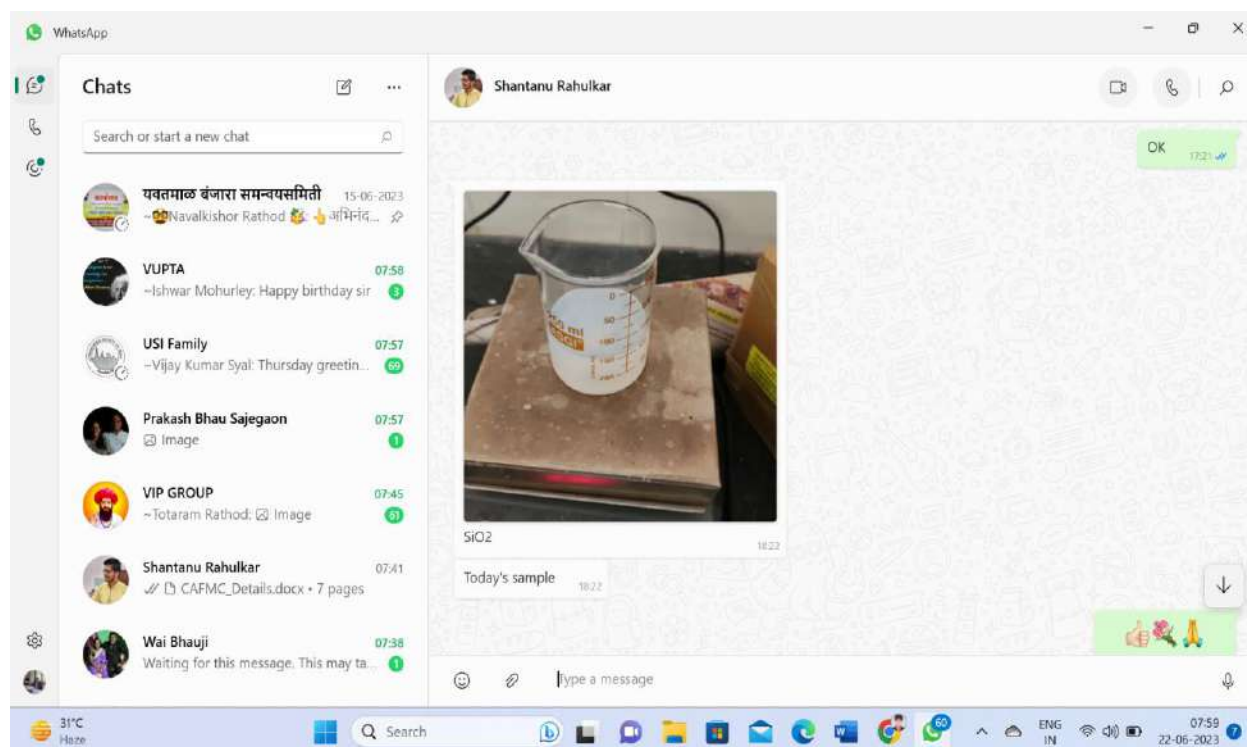 WhatsApp
Chats
Search or start a new chat
यवतमाळ बंजारा समन्वयसमिती 15-06-2023
~Navalkishor Rathod अभिनंद...
VUPTA 07:58
~Ishwar Mohurley: Happy birthday sir 3
USI Family 07:57
~Vijay Kumar Syal: Thursday greetin... 69
Prakash Bhau Sajegaon 07:57
Image 1
VIP GROUP 07:45
~Totaram Rathod: Image 61
Shantanu Rahulkar 07:41
CAFMC_Details.docx • 7 pages
Wai Bhauji 07:38
Waiting for this message. This may ta... 1
Shantanu Rahulkar
OK 17:21
0
50
SiO2 18:22
Today's sample 18:22
Type a message
31°C
Haze
Search
60
ENG
IN
07:59
22-06-2023
7